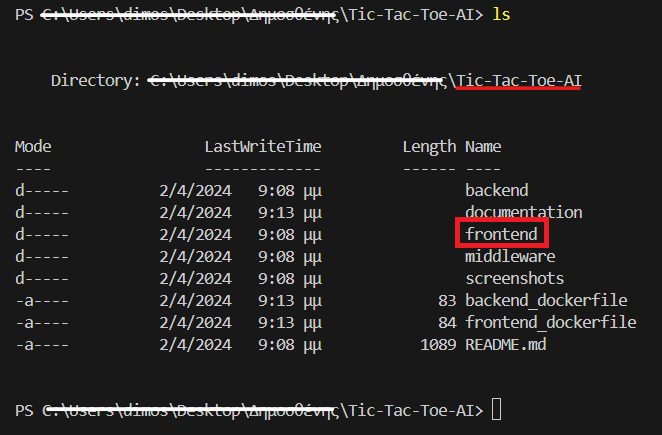 PS C:\Users\dimos\Desktop\Δημοσθένης\Tic-Tac-Toe-AI> ls
Directory: C:\Users\dimos\Desktop\Δημοσθένης\Tic-Tac-Toe-AI
Mode LastWriteTime Length Name
---- ------------- ------ ----
d----- 2/4/2024 9:08 μμ backend
d----- 2/4/2024 9:13 μμ documentation
d----- 2/4/2024 9:08 μμ frontend
d----- 2/4/2024 9:08 μμ middleware
d----- 2/4/2024 9:08 μμ screenshots
-a---- 2/4/2024 9:13 μμ 83 backend_dockerfile
-a---- 2/4/2024 9:13 μμ 84 frontend_dockerfile
-a---- 2/4/2024 9:08 μμ 1089 README.md
PS C:\Users\dimos\Desktop\Δημοσθένης\Tic-Tac-Toe-AI>